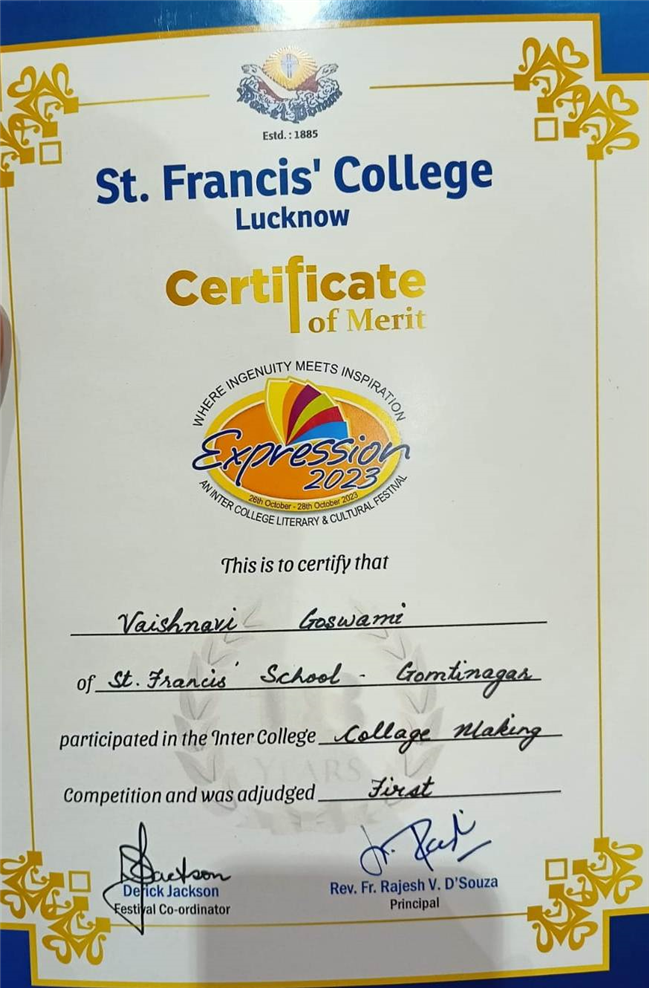 Estd. : 1885
St. Francis' College
Lucknow
Certificate
of Merit
WHERE INGENUITY MEETS INSPIRATION
Expression
2023
26th October - 28th October 2023
AN INTER COLLEGE LITERARY & CULTURAL FESTIVAL
This is to certify that
Vaishnavi Goswami
of St. Francis' School - Gomtinagar
participated in the Inter College Collage Making
YEARS
Competition and was adjudged First
Jackson
Derick Jackson
Rev. Fr. Rajesh V. D'Souza
Festival Co-ordinator
Principal